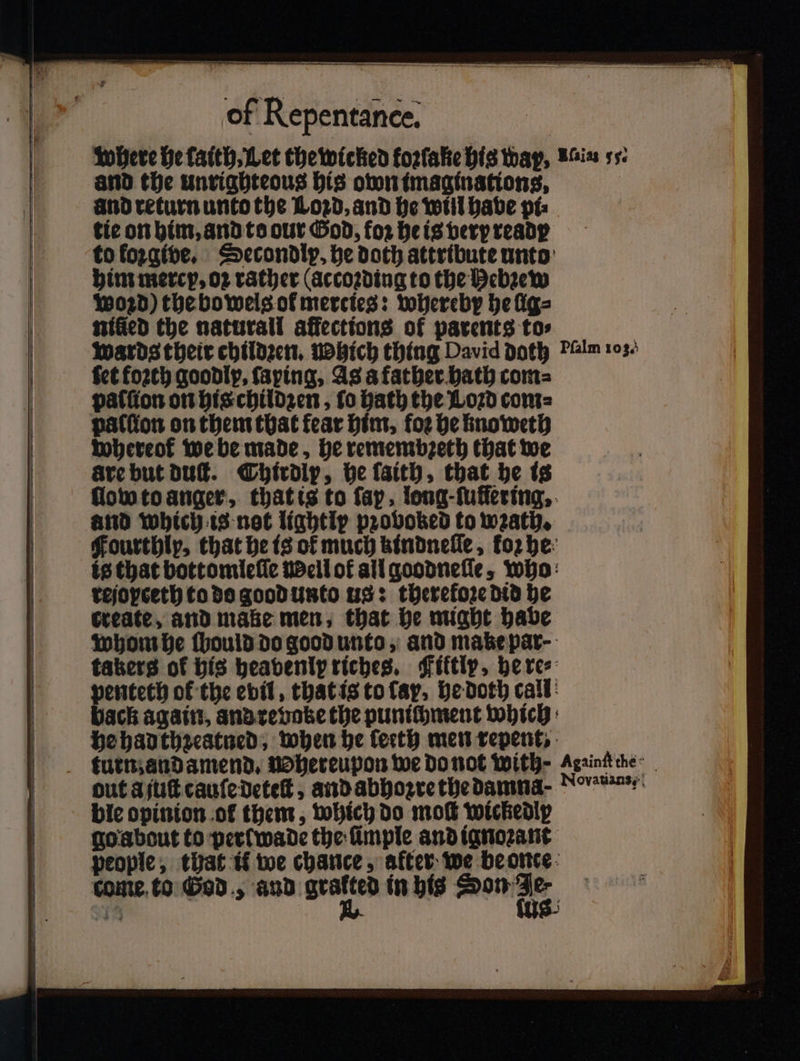 of Repentance.
where he ſaith, Let the wicked forſake his way,
Eſaias 55.
and the unrighteous his own imaginations,
and return unto the Lord, and he will have pi-
tie on him, and to our God, for he is very ready
to forgive. Secondly, he doth attribute unto
him mercy, or rather (according to the Hebrew
word) the bowels of mercies: whereby he ſig-
nified the naturall affections of parents to-
wards their children. Which thing David doth
Pſalm 103.
ſet forth goodly, ſaying, As a father hath com-
paſſion on his children, ſo hath the Lord com-
paſſion on them that fear him, for he knoweth
whereof we be made, he remembreth that we
are but duſt. Thirdly, he ſaith, that he is
ſlow to anger, that is to ſay, long-ſuffering,
and which is not lightly provoked to wrath.
Fourthly, that he is of much kindneſſe, for he
is that bottomleſſe Well of all goodneſſe, who
rejoyceth to do good unto us: therefore did he
create, and make men, that he might have
whom he ſhould do good unto, and make par-
takers of his heavenly riches. Fiftly, he re-
penteth of the evil, that is to ſay, he doth call
back again, and revoke the puniſhment which
he had threatned, when he ſeeth men repent,
turn, and amend. Whereupon we do not with-
Againſt the
out a juſt cauſe deteſt, and abhorre the damna-
Novatians.
ble opinion of them, which do moſt wickedly
go about to perſwade the ſimple and ignorant
people, that if we chance, after we be once
come to God, and grafted in his Son Je-
L
ſus